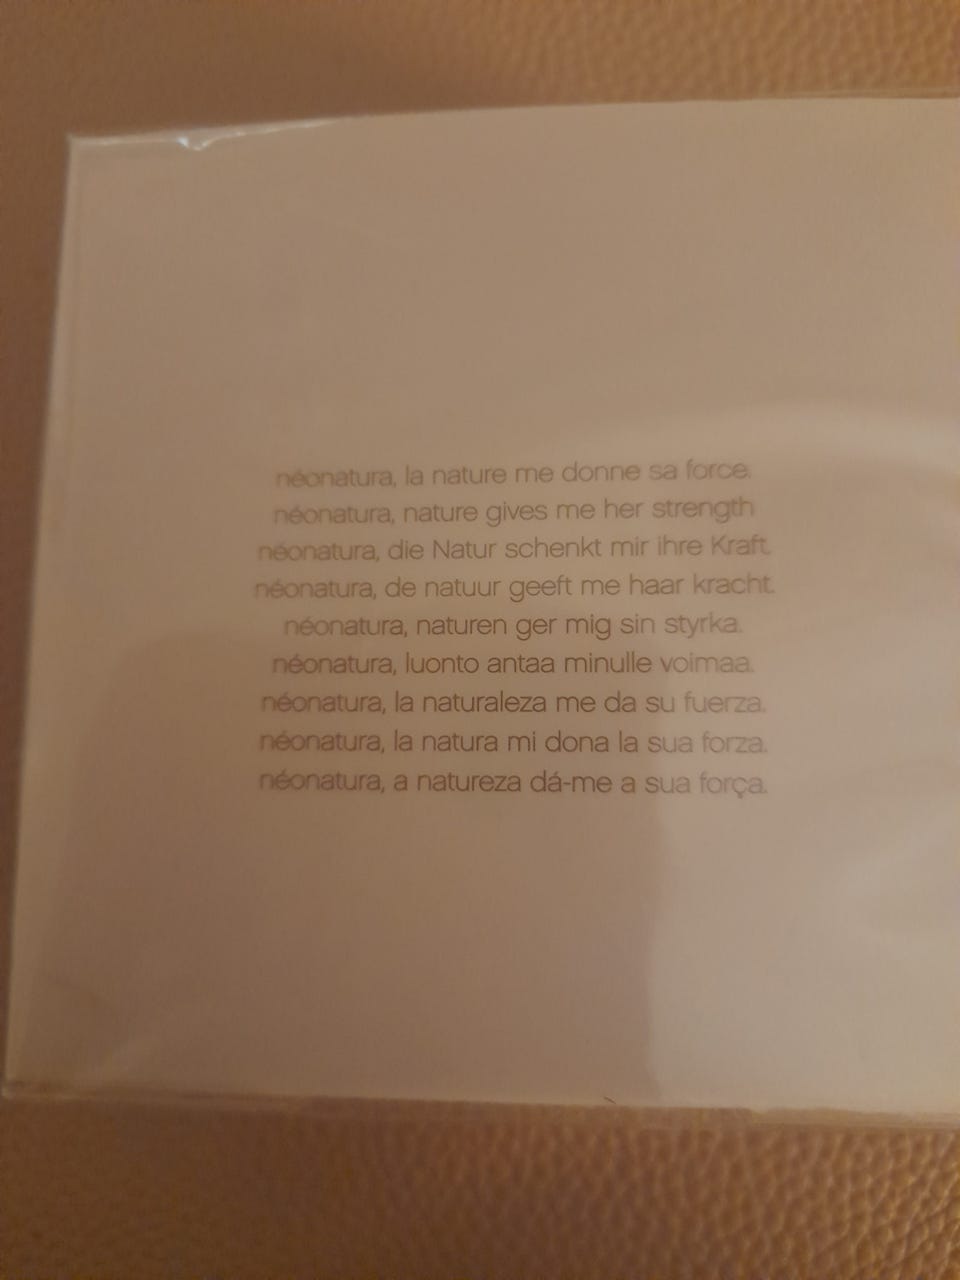 néonatura, la nature me donne sa force.
néonatura, nature gives me her strength
néonatura, die Natur schenkt mir ihre Kraft.
néonatura, de natuur geeft me haar kracht.
néonatura, naturen ger mig sin styrka.
néonatura, luonto antaa minulle voimaa.
néonatura, la naturaleza me da su fuerza.
néonatura, la natura mi dona la sua forza.
néonatura, a natureza dá-me a sua força.